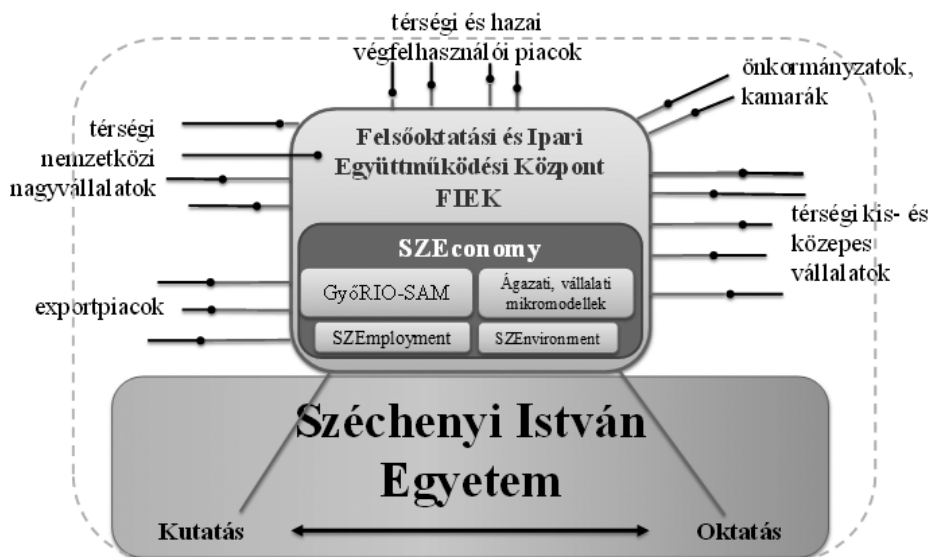 térségi és hazai
végfelhasználói piacok
önkormányzatok,
kamarák
térségi
nemzetközi
nagyvállalatok
Felsőoktatási és Ipari
Együttműködési Központ
FIEK
térségi kis- és
közepes
vállalatok
exportpiacok
SZEconomy
GyőRIO-SAM
Ágazati, vállalati
mikromodellek
SZEmployment
SZEnvironment
Széchenyi István
Egyetem
Kutatás
Oktatás